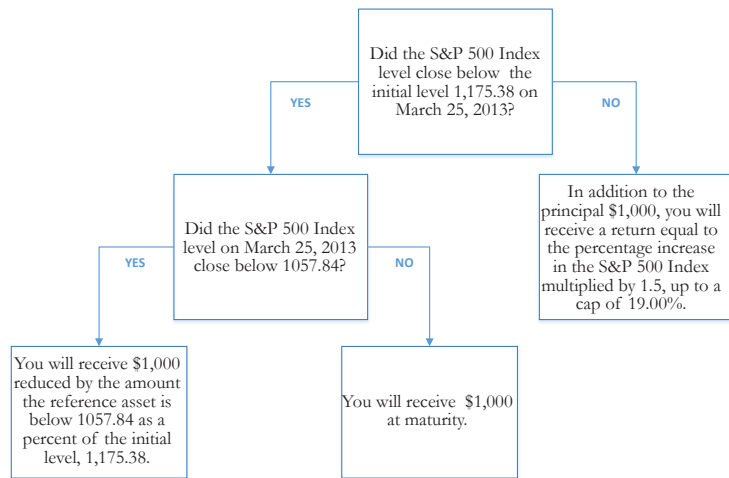 Did the S&P 500 Index
level close below the
initial level 1,175.38 on
March 25, 2013?
YES
NO
Did the S&P 500 Index
level on March 25, 2013
close below 1057.84?
In addition to the
principal $1,000, you will
receive a return equal to
the percentage increase
in the S&P 500 Index
multiplied by 1.5, up to a
cap of 19.00%.
YES
NO
You will receive $1,000
reduced by the amount
the reference asset is
below 1057.84 as a
percent of the initial
level, 1,175.38.
You will receive $1,000
at maturity.